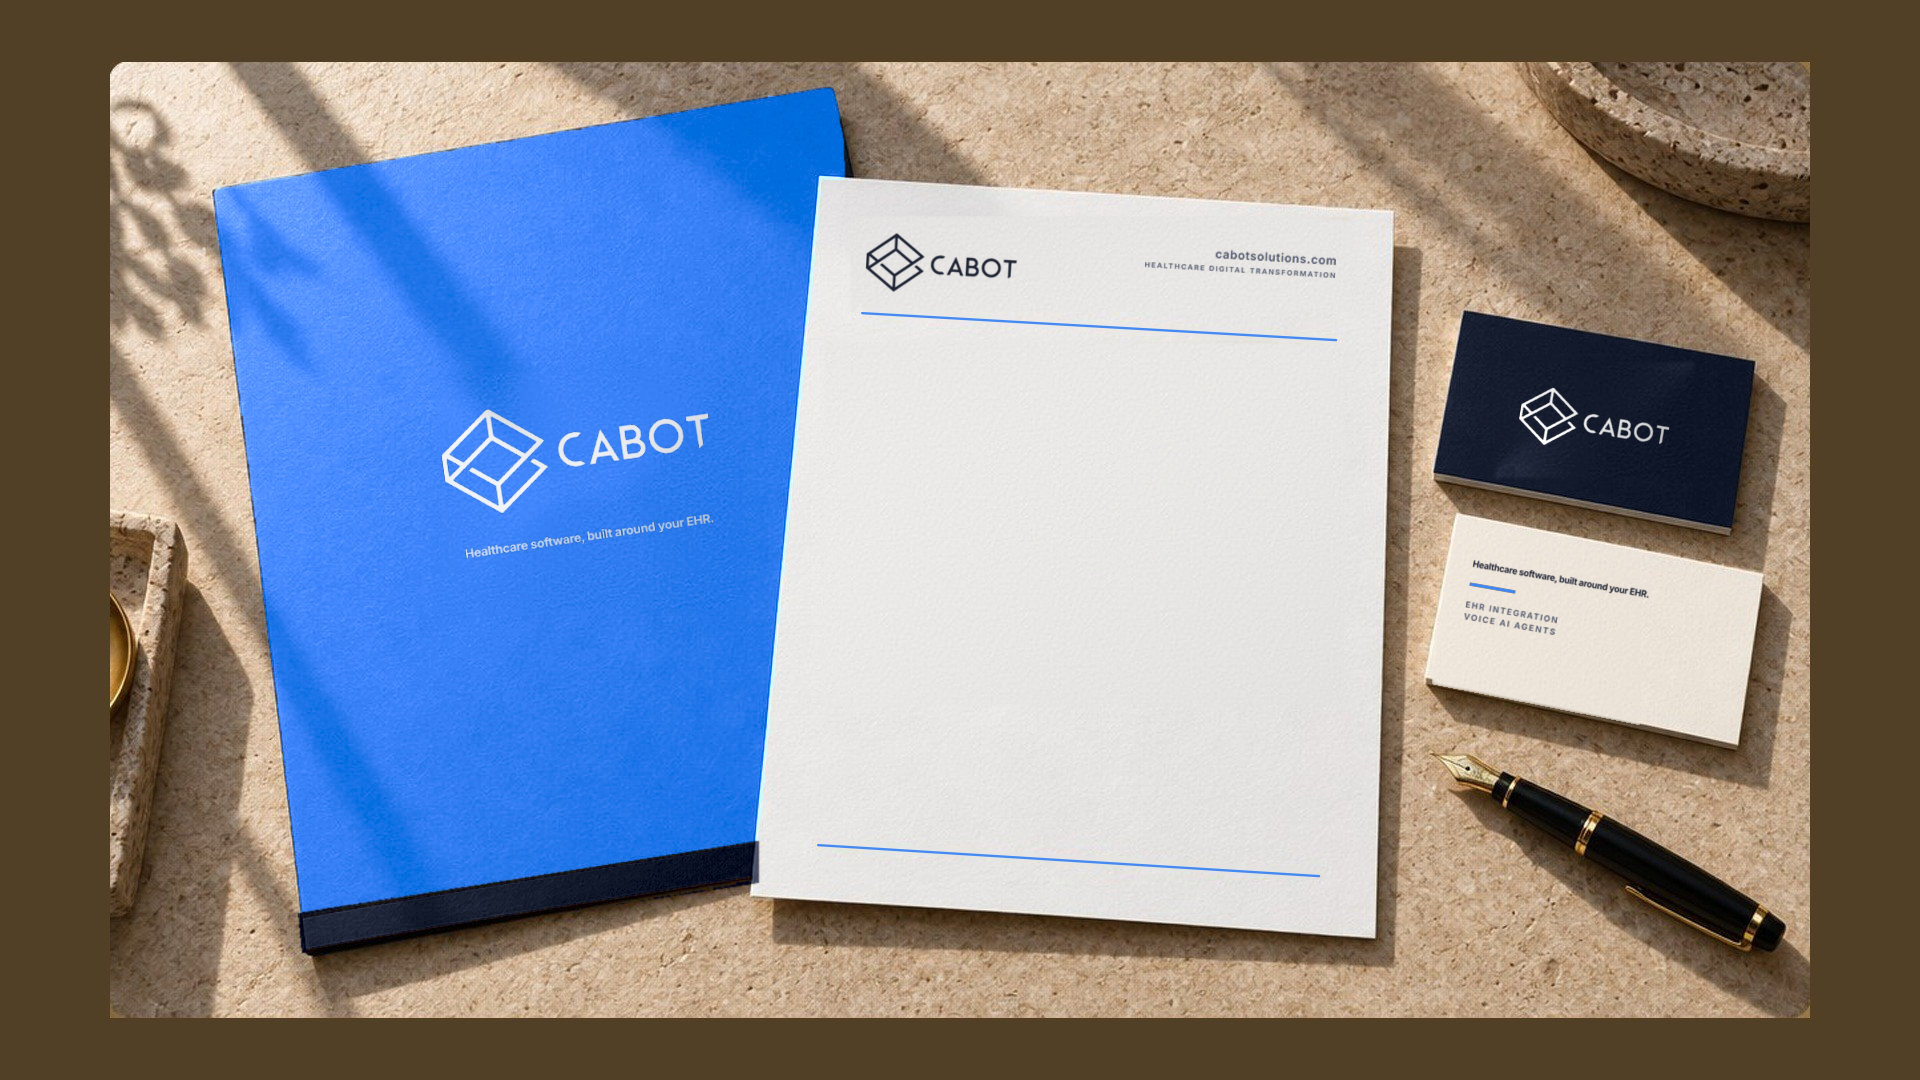 CABOT
Healthcare software, built around your EHR.
CABOT
cabotsolutions.com
HEALTHCARE DIGITAL TRANSFORMATION
CABOT
Healthcare software, built around your EHR.
EHR INTEGRATION
VOICE AI AGENTS